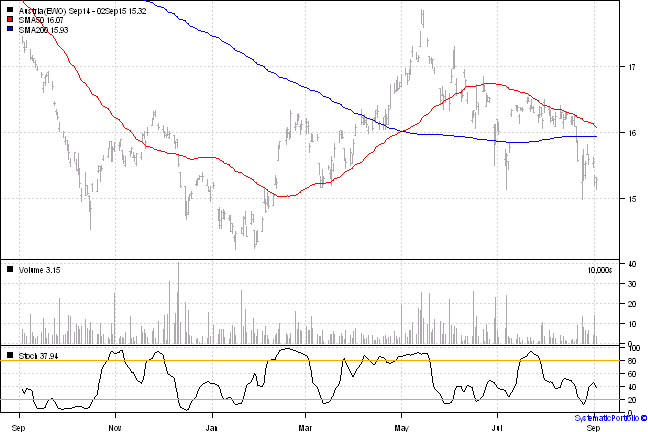 Austria(EWO) Sep14 - 02Sep15 15.32
SMA50 16.07
SMA200 15.93
17
16
15
Volume 3.15
10,000s
40
30
20
10
0
Stoch 37.94
100
80
60
40
20
0
Sep Nov Jan Mar May Jul Sep
SystematicPortfolio ©